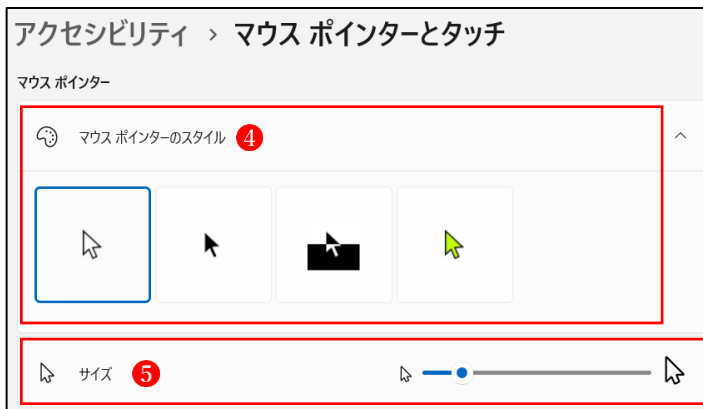 アクセシビリティ › マウス ポインターとタッチ
マウス ポインター
マウス ポインターのスタイル 4
サイズ 5